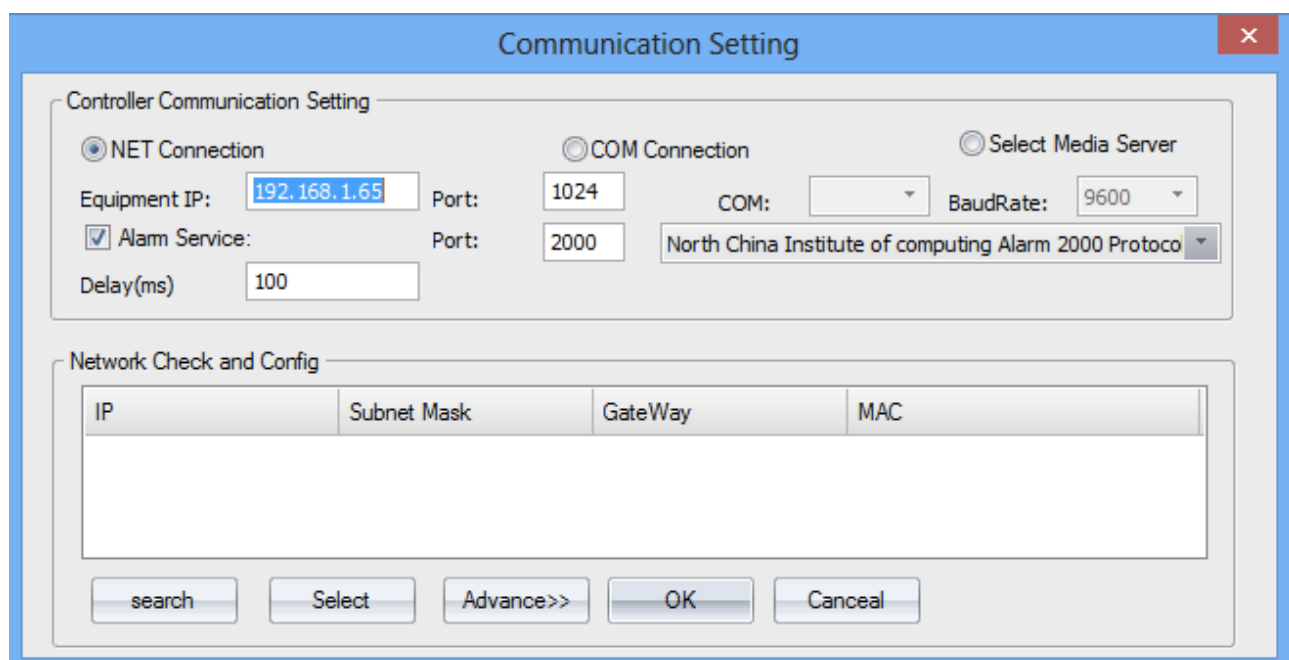 Communication Setting
Controller Communication Setting
NET Connection COM Connection Select Media Server
Equipment IP: 192.168.1.65 Port: 1024 COM: BaudRate: 9600
Alarm Service: Port: 2000 North China Institute of computing Alarm 2000 Protocol
Delay(ms) 100
Network Check and Config
IP Subnet Mask GateWay MAC
search Select Advance>> OK Canceal